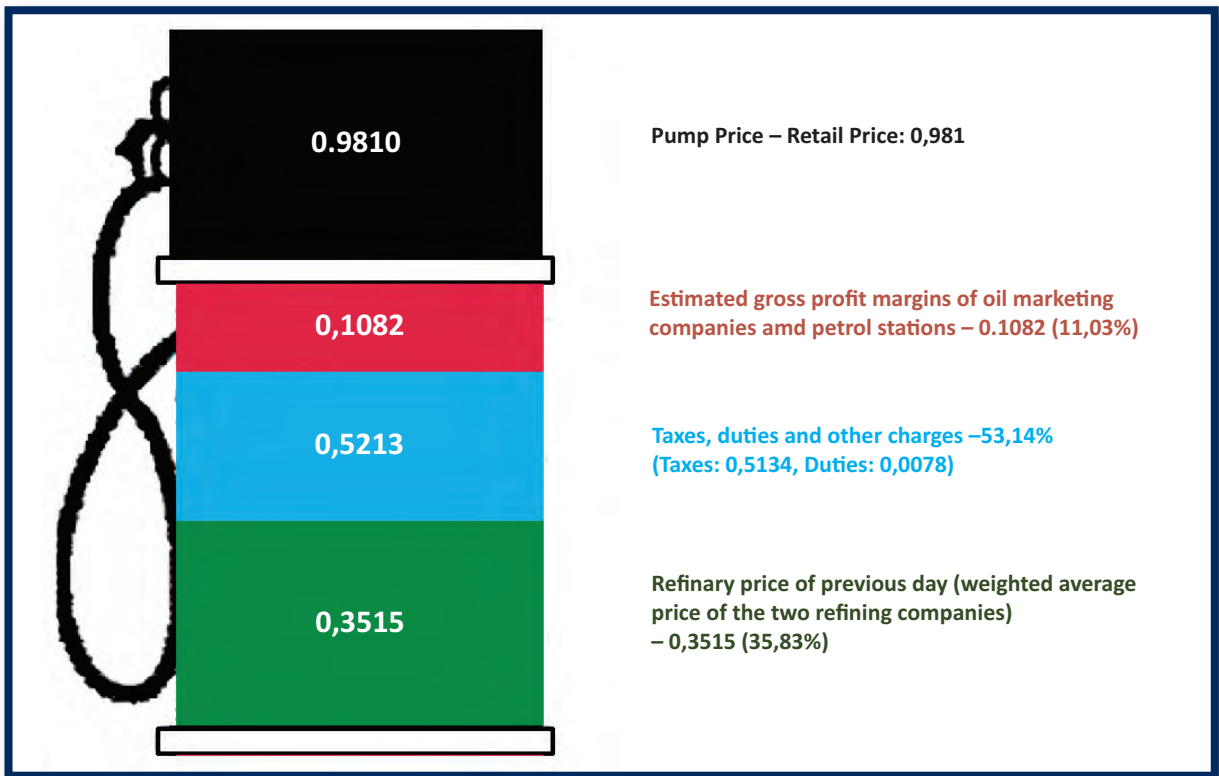 0.9810
Pump Price – Retail Price: 0,981
0,1082
Estimated gross profit margins of oil marketing
companies amd petrol stations – 0.1082 (11,03%)
0,5213
Taxes, duties and other charges –53,14%
(Taxes: 0,5134, Duties: 0,0078)
0,3515
Refinary price of previous day (weighted average
price of the two refining companies)
– 0,3515 (35,83%)